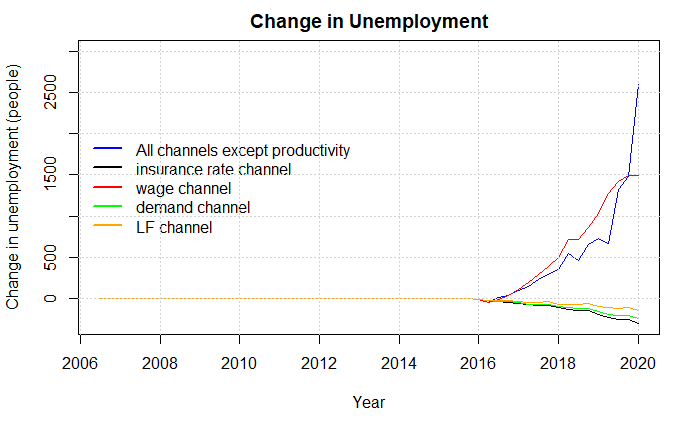 Change in Unemployment
Change in unemployment (people)
2500
1500
500
0
All channels except productivity
insurance rate channel
wage channel
demand channel
LF channel
2006 2008 2010 2012 2014 2016 2018 2020
Year